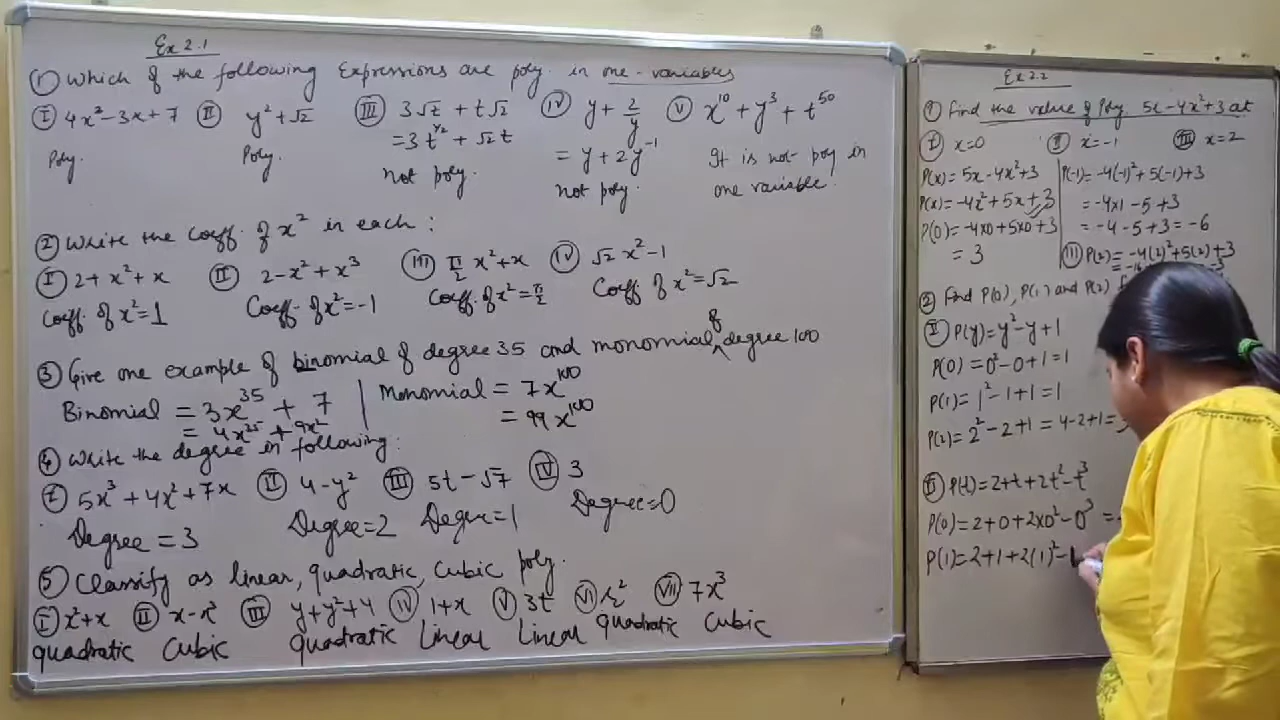 Ex 2.1
① Which of the following Expressions are poly. in one-variables
Ⓘ 4x² - 3x + 7 Ⓘⓘ y² + √2 Ⓘⓘⓘ 3√t + t√2 Ⓘⓥ y + 2/y ⓥ x¹⁰ + y³ + t⁵⁰
= 3t^½ + √2 t = y + 2y⁻¹ It is not poly in
Poly. Poly. not poly. not poly. one variable.
② Write the coeff. of x² in each:
Ⓘ 2 + x² + x Ⓘⓘ 2 - x² + x³ Ⓘⓘⓘ π/2 x² + x Ⓘⓥ √2 x² - 1
Coeff. of x² = 1 Coeff. of x² = -1 Coeff. of x² = π/2 Coeff. of x² = √2
③ Give one example of binomial of degree 35 and monomial of degree 100
Binomial = 3x³⁵ + 7 Monomial = 7x¹⁰⁰
= 4x³⁵ + 9x² = 99x¹⁰⁰
④ Write the degree in following.
Ⓘ 5x³ + 4x² + 7x Ⓘⓘ 4 - y² Ⓘⓘⓘ 5t - √7 Ⓘⓥ 3
Degree = 3 Degree = 2 Degree = 1 Degree = 0
⑤ Classify as linear, quadratic, cubic poly.
Ⓘ x² + x Ⓘⓘ x - x³ Ⓘⓘⓘ y + y² + 4 Ⓘⓥ 1 + x ⓥ 3t ⓥⓘ r² ⓥⓘⓘ 7x³
quadratic cubic quadratic linear linear quadratic cubic
Ex 2.2
① Find the value of Poly. 5x - 4x² + 3 at
Ⓘ x = 0 Ⓘⓘ x = -1 Ⓘⓘⓘ x = 2
P(x) = 5x - 4x² + 3 P(-1) = -4(-1)² + 5(-1) + 3
P(x) = -4x² + 5x + 3 = -4x1 - 5 + 3
P(0) = -4x0 + 5x0 + 3 = -4 - 5 + 3 = -6
= 3 Ⓘⓘⓘ P(2) = -4(2)² + 5(2) + 3
② Find P(0), P(1) and P(2)
Ⓘ P(y) = y² - y + 1
P(0) = 0² - 0 + 1 = 1
P(1) = 1² - 1 + 1 = 1
P(2) = 2² - 2 + 1 = 4 - 2 + 1 =
Ⓘⓘ P(t) = 2 + t + 2t² - t³
P(0) = 2 + 0 + 2x0² - 0³ =
P(1) = 2 + 1 + 2(1)² - 1